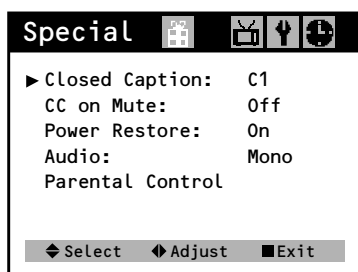 Special
▶ Closed Caption: C1
CC on Mute: Off
Power Restore: On
Audio: Mono
Parental Control
Select Adjust Exit